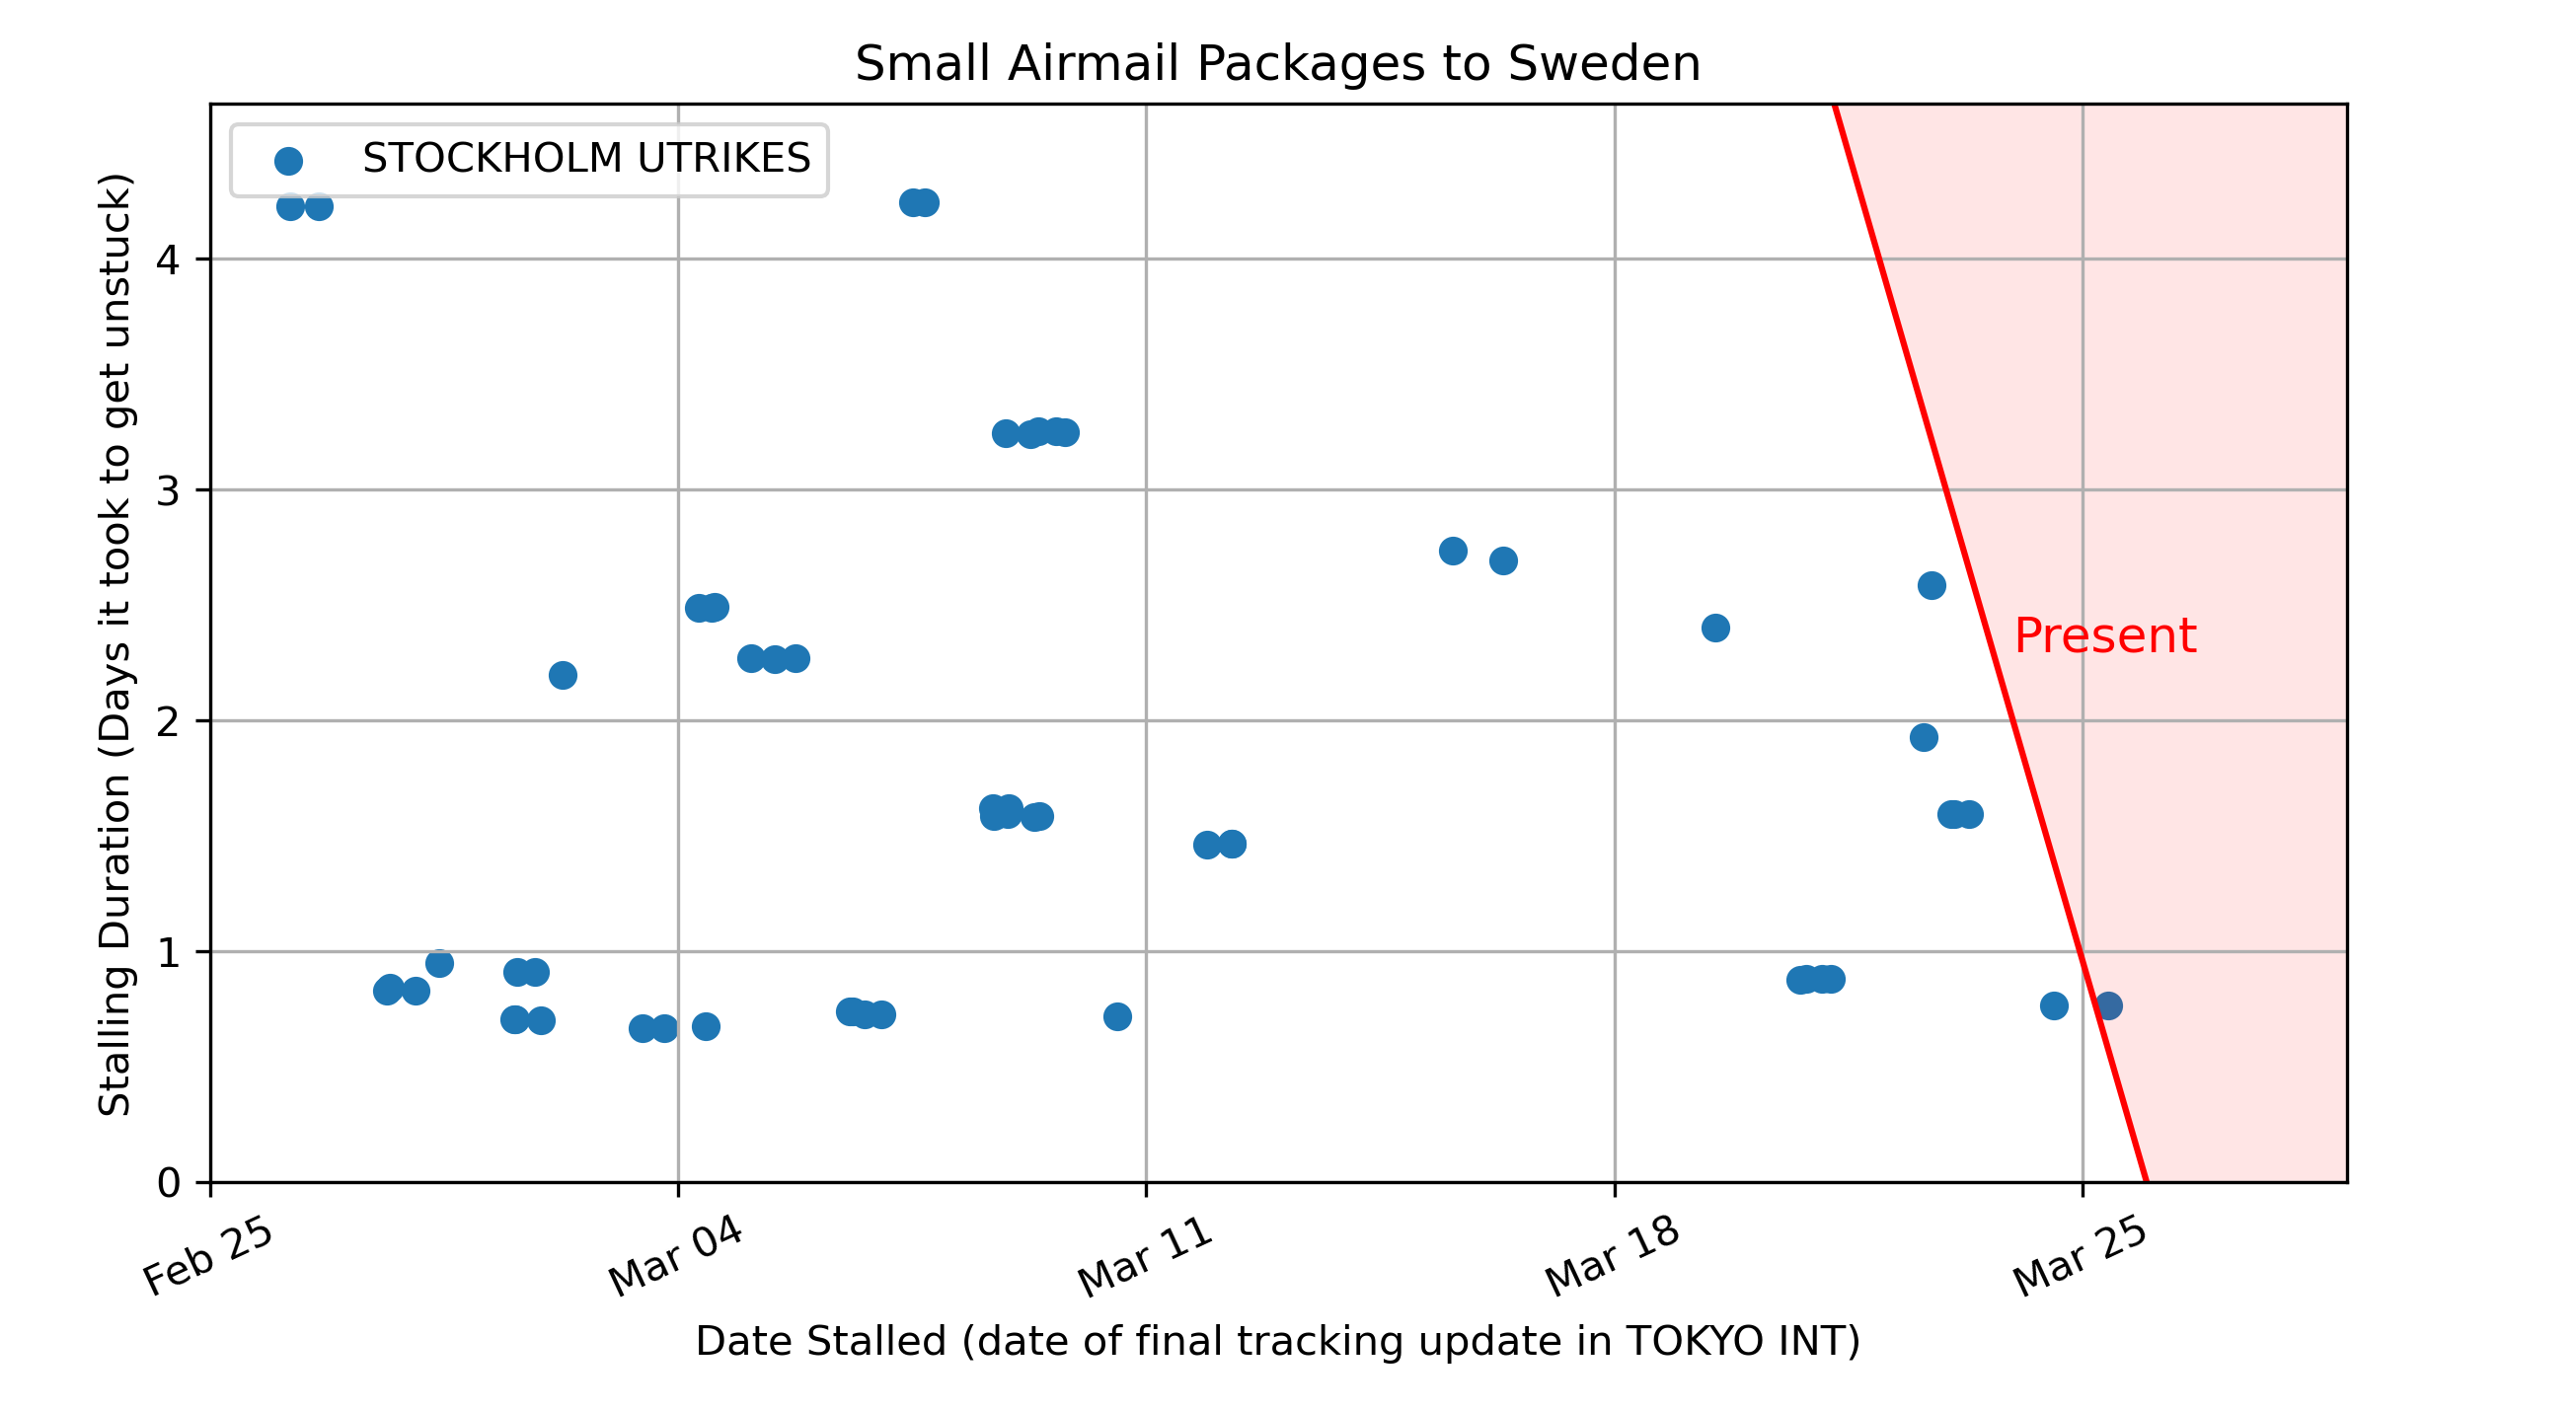 Small Airmail Packages to Sweden
STOCKHOLM UTRIKES
Stalling Duration (Days it took to get unstuck)
4
3
2
1
0
Present
Feb 25
Mar 04
Mar 11
Mar 18
Mar 25
Date Stalled (date of final tracking update in TOKYO INT)